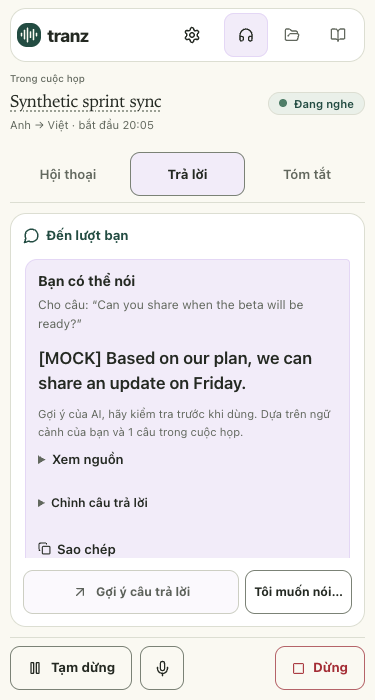 tranz
Trong cuộc họp
Synthetic sprint sync
Đang nghe
Anh → Việt · bắt đầu 20:05
Hội thoại
Trả lời
Tóm tắt
Đến lượt bạn
Bạn có thể nói
Cho câu: “Can you share when the beta will be
ready?”
[MOCK] Based on our plan, we can
share an update on Friday.
Gợi ý của AI, hãy kiểm tra trước khi dùng. Dựa trên ngữ
cảnh của bạn và 1 câu trong cuộc họp.
Xem nguồn
Chỉnh câu trả lời
Sao chép
Gợi ý câu trả lời
Tôi muốn nói...
Tạm dừng
Dừng